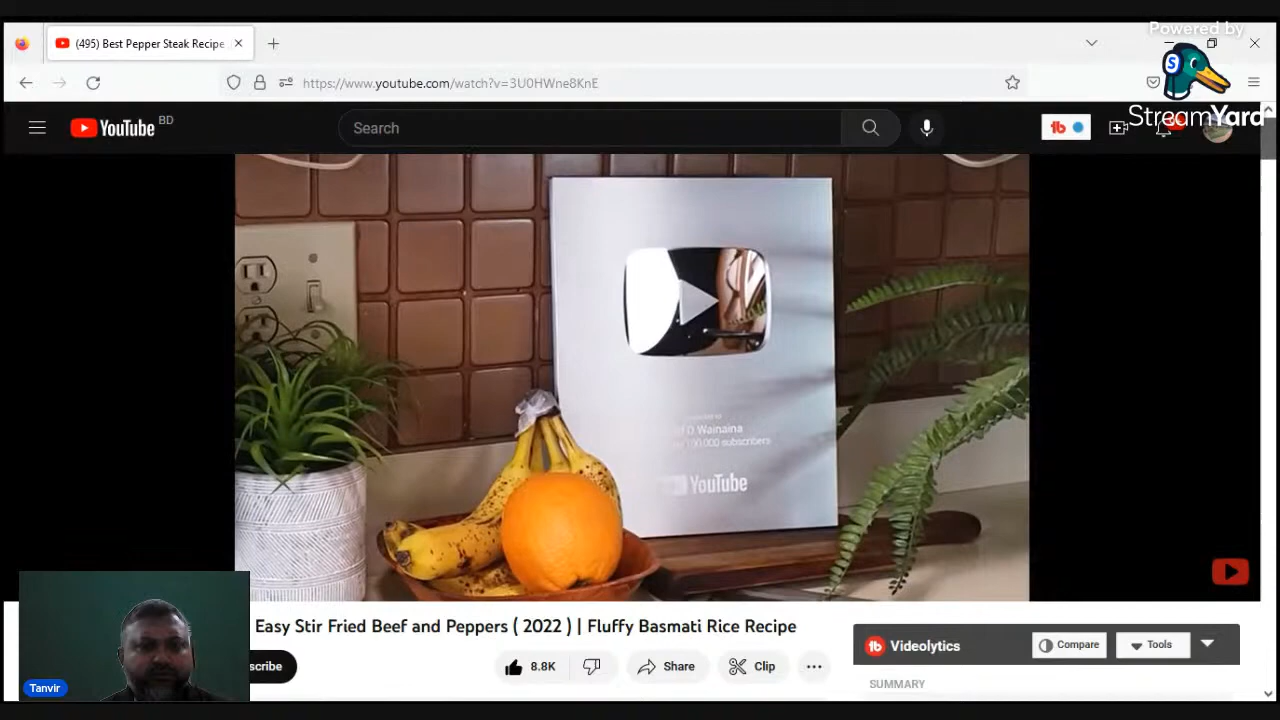 Powered by
StreamYard
(495) Best Pepper Steak Recipe
https://www.youtube.com/watch?v=3U0HWne8KnE
YouTube BD
Search
D Wainaina
100,000 subscribers
YouTube
Easy Stir Fried Beef and Peppers ( 2022 ) | Fluffy Basmati Rice Recipe
scribe
8.8K
Share
Clip
tb Videolytics
Compare
Tools
SUMMARY
Tanvir